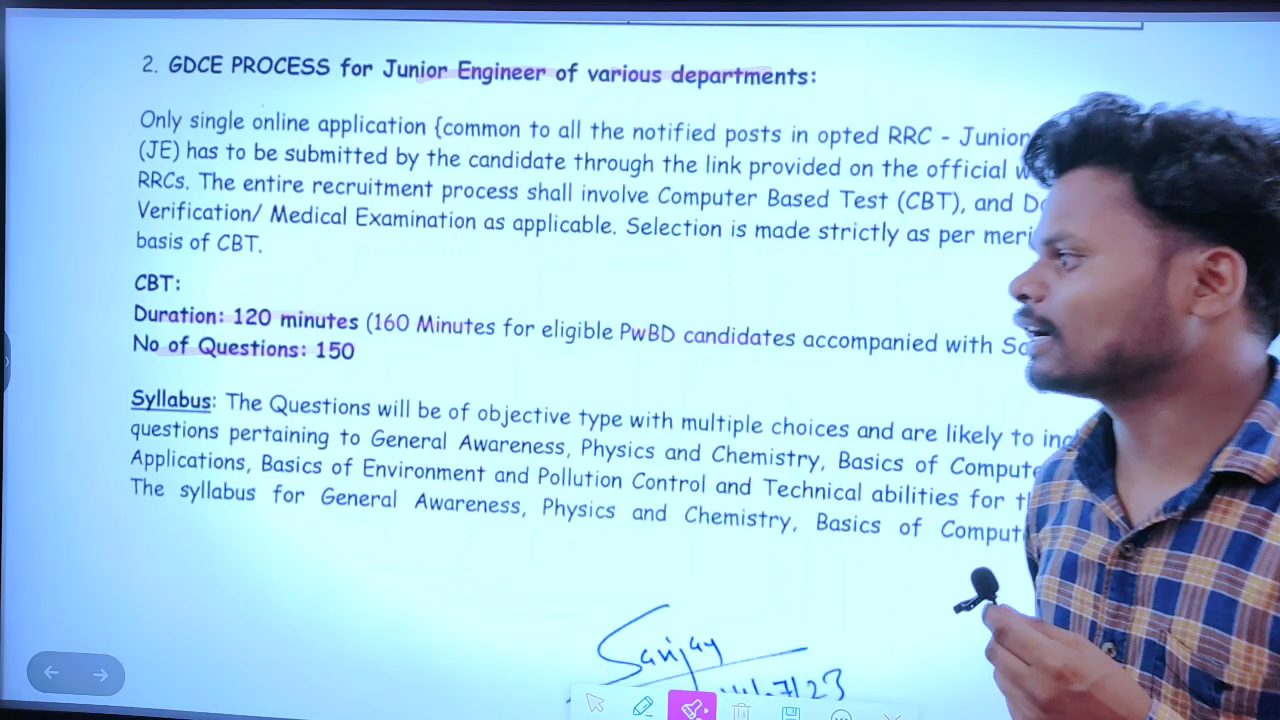 2. GDCE PROCESS for Junior Engineer of various departments:
Only single online application {common to all the notified posts in opted RRC - Junior
(JE) has to be submitted by the candidate through the link provided on the official
RRCs. The entire recruitment process shall involve Computer Based Test (CBT), and
Verification/ Medical Examination as applicable. Selection is made strictly as per
basis of CBT.
CBT:
Duration: 120 minutes (160 Minutes for eligible PwBD candidates accompanied with
No of Questions: 150
Syllabus: The Questions will be of objective type with multiple choices and are likely to
questions pertaining to General Awareness, Physics and Chemistry, Basics of
Applications, Basics of Environment and Pollution Control and Technical abilities for
The syllabus for General Awareness, Physics and Chemistry, Basics of
Sanjay